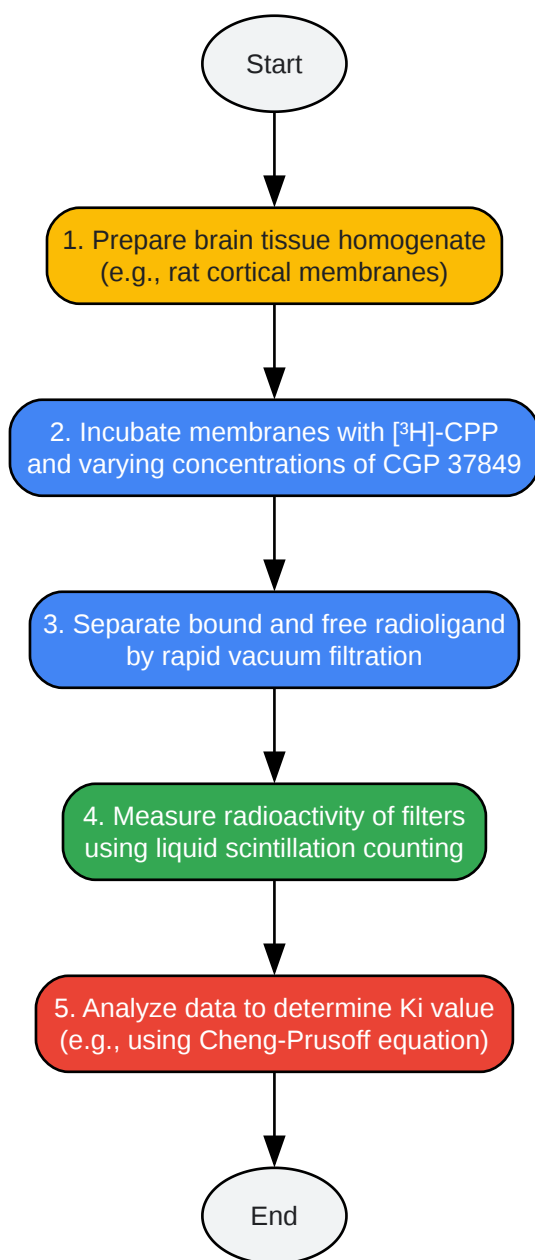 Start
1. Prepare brain tissue homogenate
(e.g., rat cortical membranes)
2. Incubate membranes with [³H]-CPP
and varying concentrations of CGP 37849
3. Separate bound and free radioligand
by rapid vacuum filtration
4. Measure radioactivity of filters
using liquid scintillation counting
5. Analyze data to determine Ki value
(e.g., using Cheng-Prusoff equation)
End